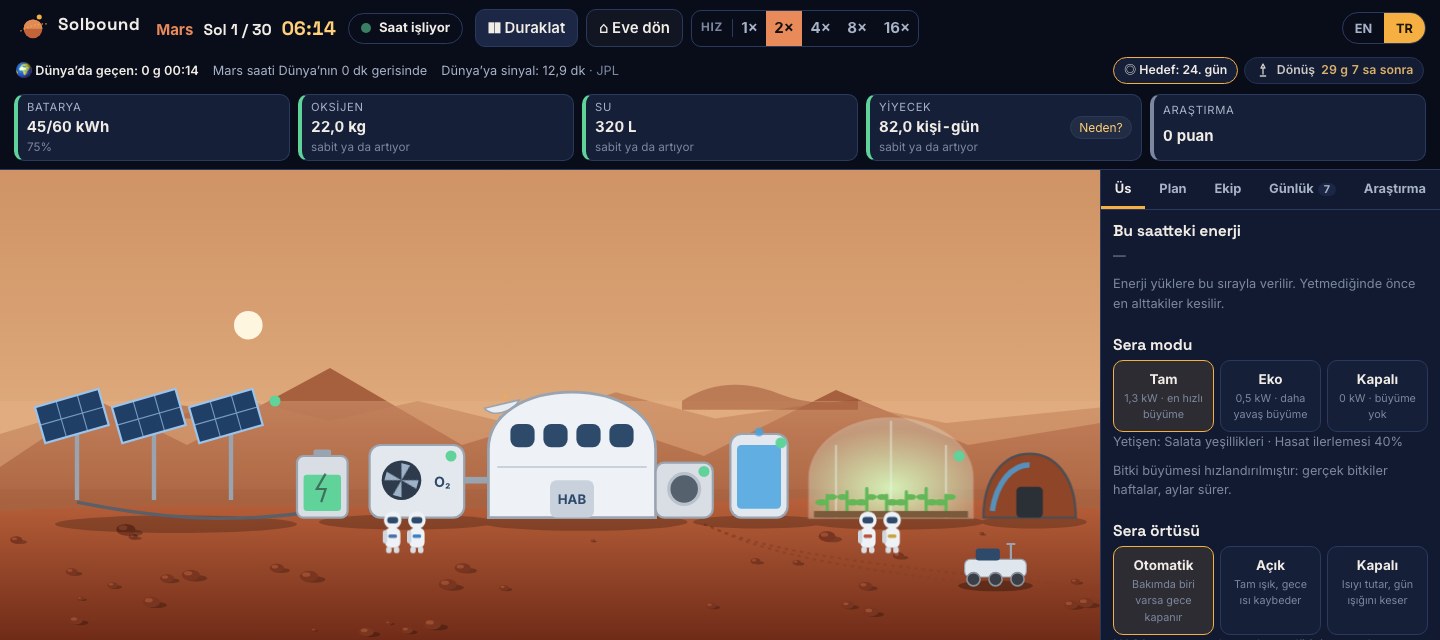 Solbound
Mars Sol 1 / 30 06:14
Saat işliyor
Duraklat
Eve dön
HIZ 1× 2× 4× 8× 16×
EN TR
Dünya’da geçen: 0 g 00:14 Mars saati Dünya’nın 0 dk gerisinde Dünya’ya sinyal: 12,9 dk · JPL
Hedef: 24. gün
Dönüş 29 g 7 sa sonra
BATARYA
45/60 kWh
75%
OKSİJEN
22,0 kg
sabit ya da artıyor
SU
320 L
sabit ya da artıyor
YİYECEK
82,0 kişi-gün
sabit ya da artıyor
Neden?
ARAŞTIRMA
0 puan
O₂
HAB
Üs Plan Ekip Günlük 7 Araştırma
Bu saatteki enerji
—
Enerji yüklere bu sırayla verilir. Yetmediğinde önce
en alttakiler kesilir.
Sera modu
Tam
1,3 kW · en hızlı
büyüme
Eko
0,5 kW · daha
yavaş büyüme
Kapalı
0 kW · büyüme
yok
Yetişen: Salata yeşillikleri · Hasat ilerlemesi 40%
Bitki büyümesi hızlandırılmıştır: gerçek bitkiler
haftalar, aylar sürer.
Sera örtüsü
Otomatik
Bakımda biri
varsa gece
kapanır
Açık
Tam ışık, gece
ısı kaybeder
Kapalı
Isıyı tutar, gün
ışığını keser